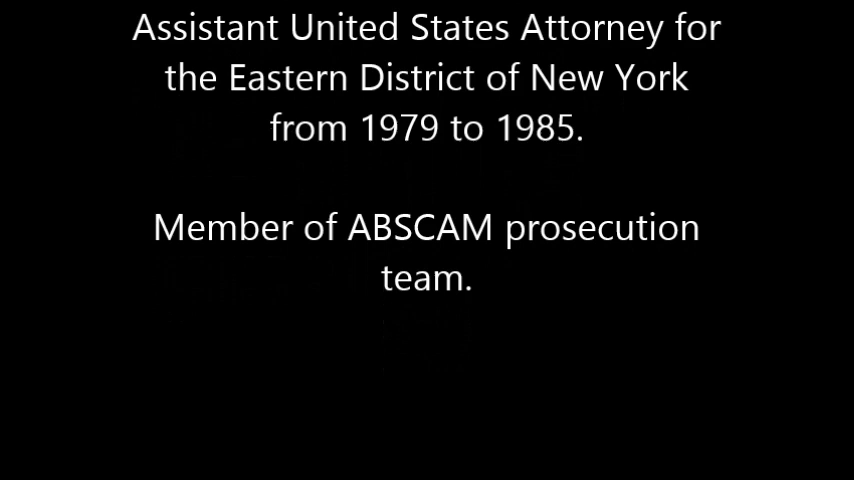 Assistant United States Attorney for
the Eastern District of New York
from 1979 to 1985.
Member of ABSCAM prosecution
team.